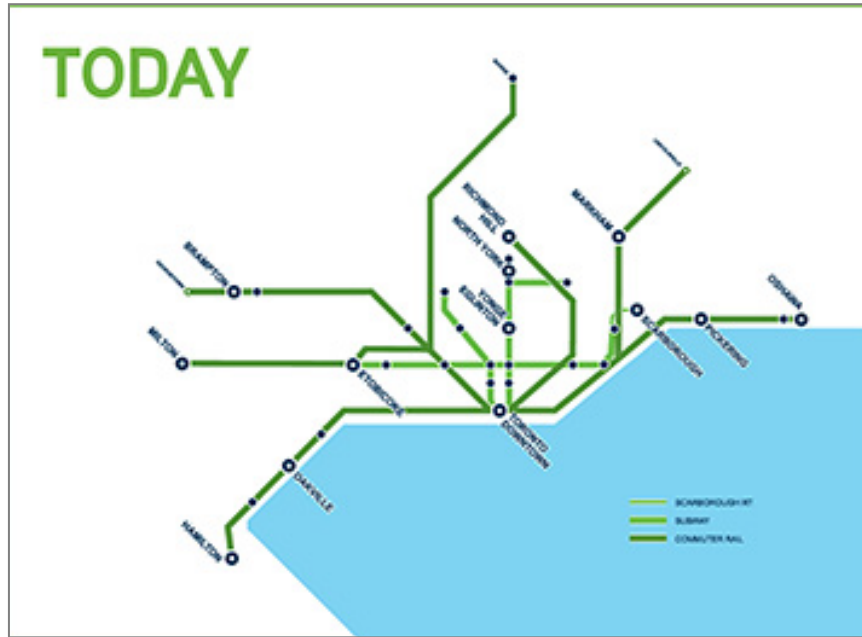 TODAY
RICHMOND
HILL
NORTH YORK
MARKHAM
BRAMPTON
YONGE
EGLINTON
OSHAWA
MILTON
SCARBOROUGH
PICKERING
ETOBICOKE
TORONTO
DOWNTOWN
OAKVILLE
HAMILTON
SCARBOROUGH RT
SUBWAY
COMMUTER RAIL